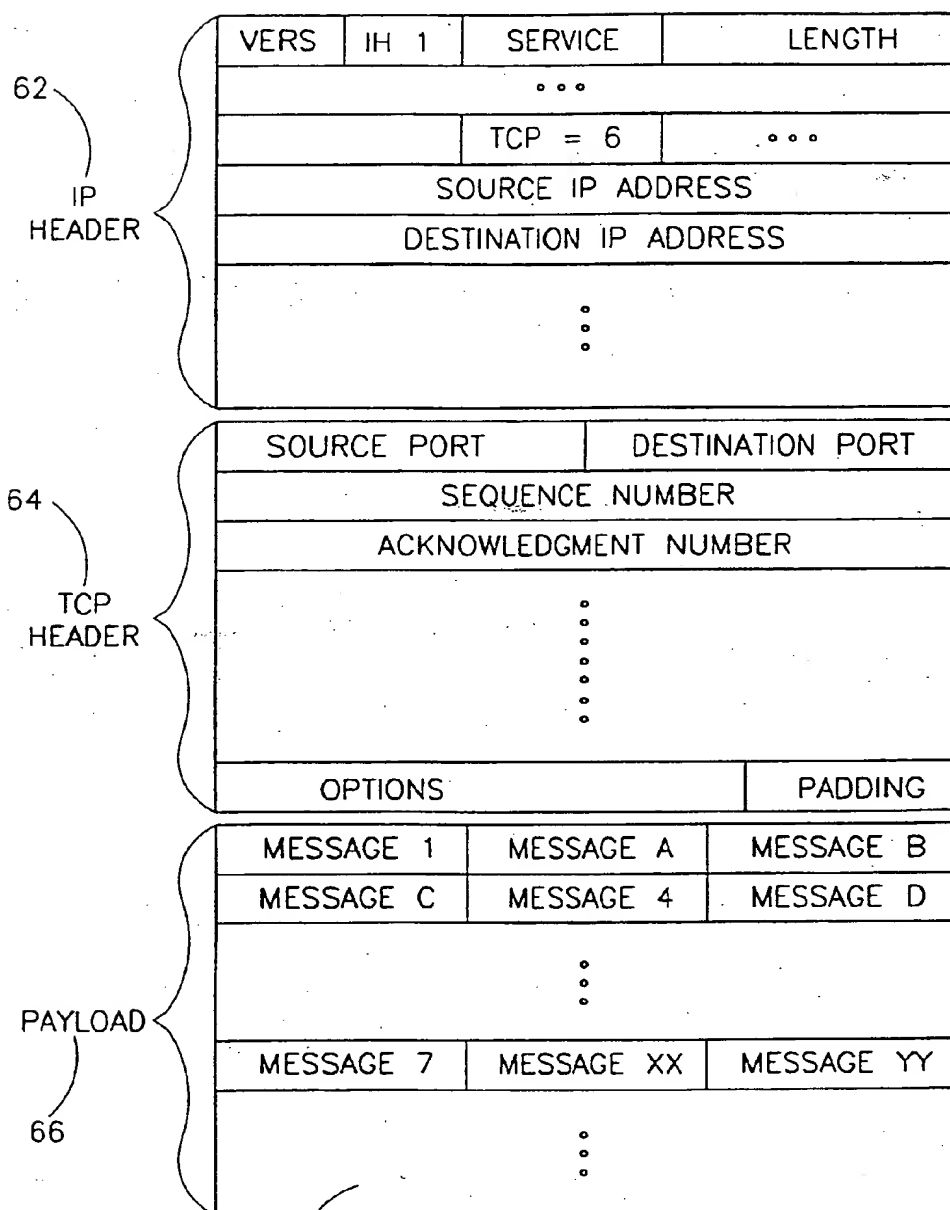 VERS IH 1 SERVICE LENGTH
62
TCP = 6
IP
HEADER
SOURCE IP ADDRESS
DESTINATION IP ADDRESS
SOURCE PORT DESTINATION PORT
64
SEQUENCE NUMBER
ACKNOWLEDGMENT NUMBER
TCP
HEADER
OPTIONS PADDING
MESSAGE 1 MESSAGE A MESSAGE B
MESSAGE C MESSAGE 4 MESSAGE D
PAYLOAD
MESSAGE 7 MESSAGE XX MESSAGE YY
66